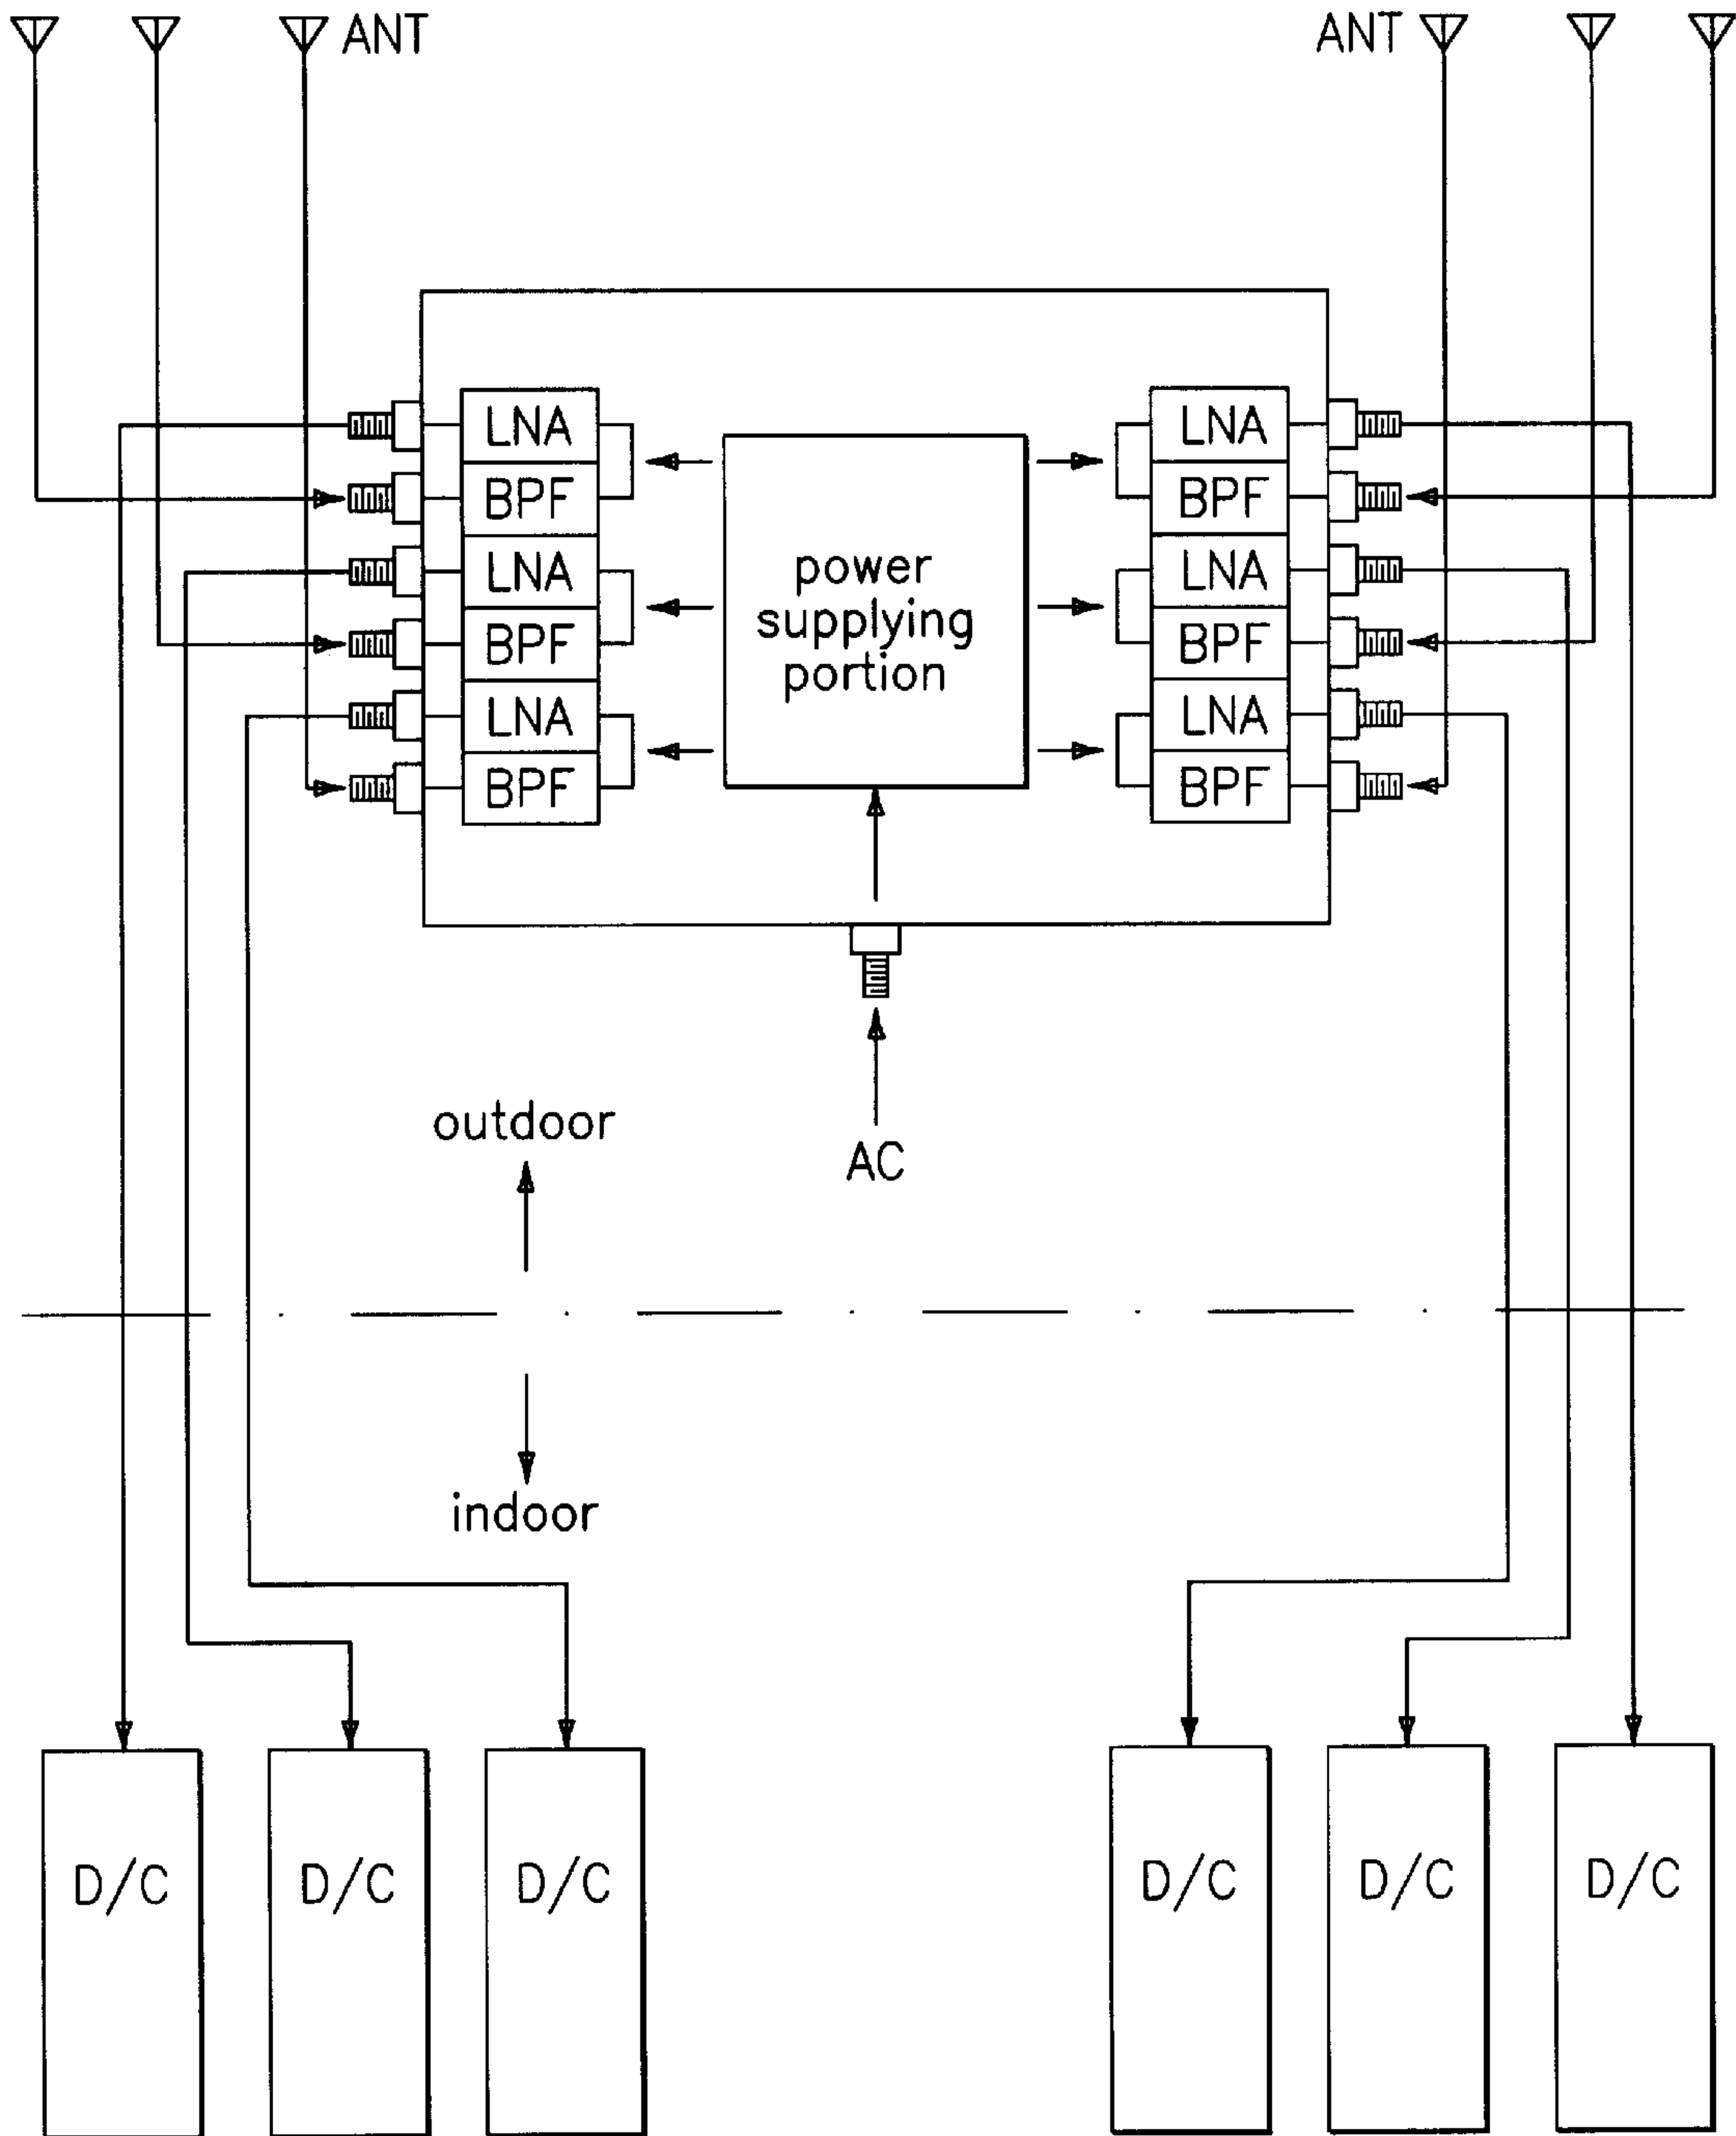 ANT
ANT
LNA
LNA
BPF
BPF
LNA
LNA
BPF
BPF
LNA
LNA
BPF
BPF
power
supplying
portion
outdoor
AC
indoor
D/C
D/C
D/C
D/C
D/C
D/C